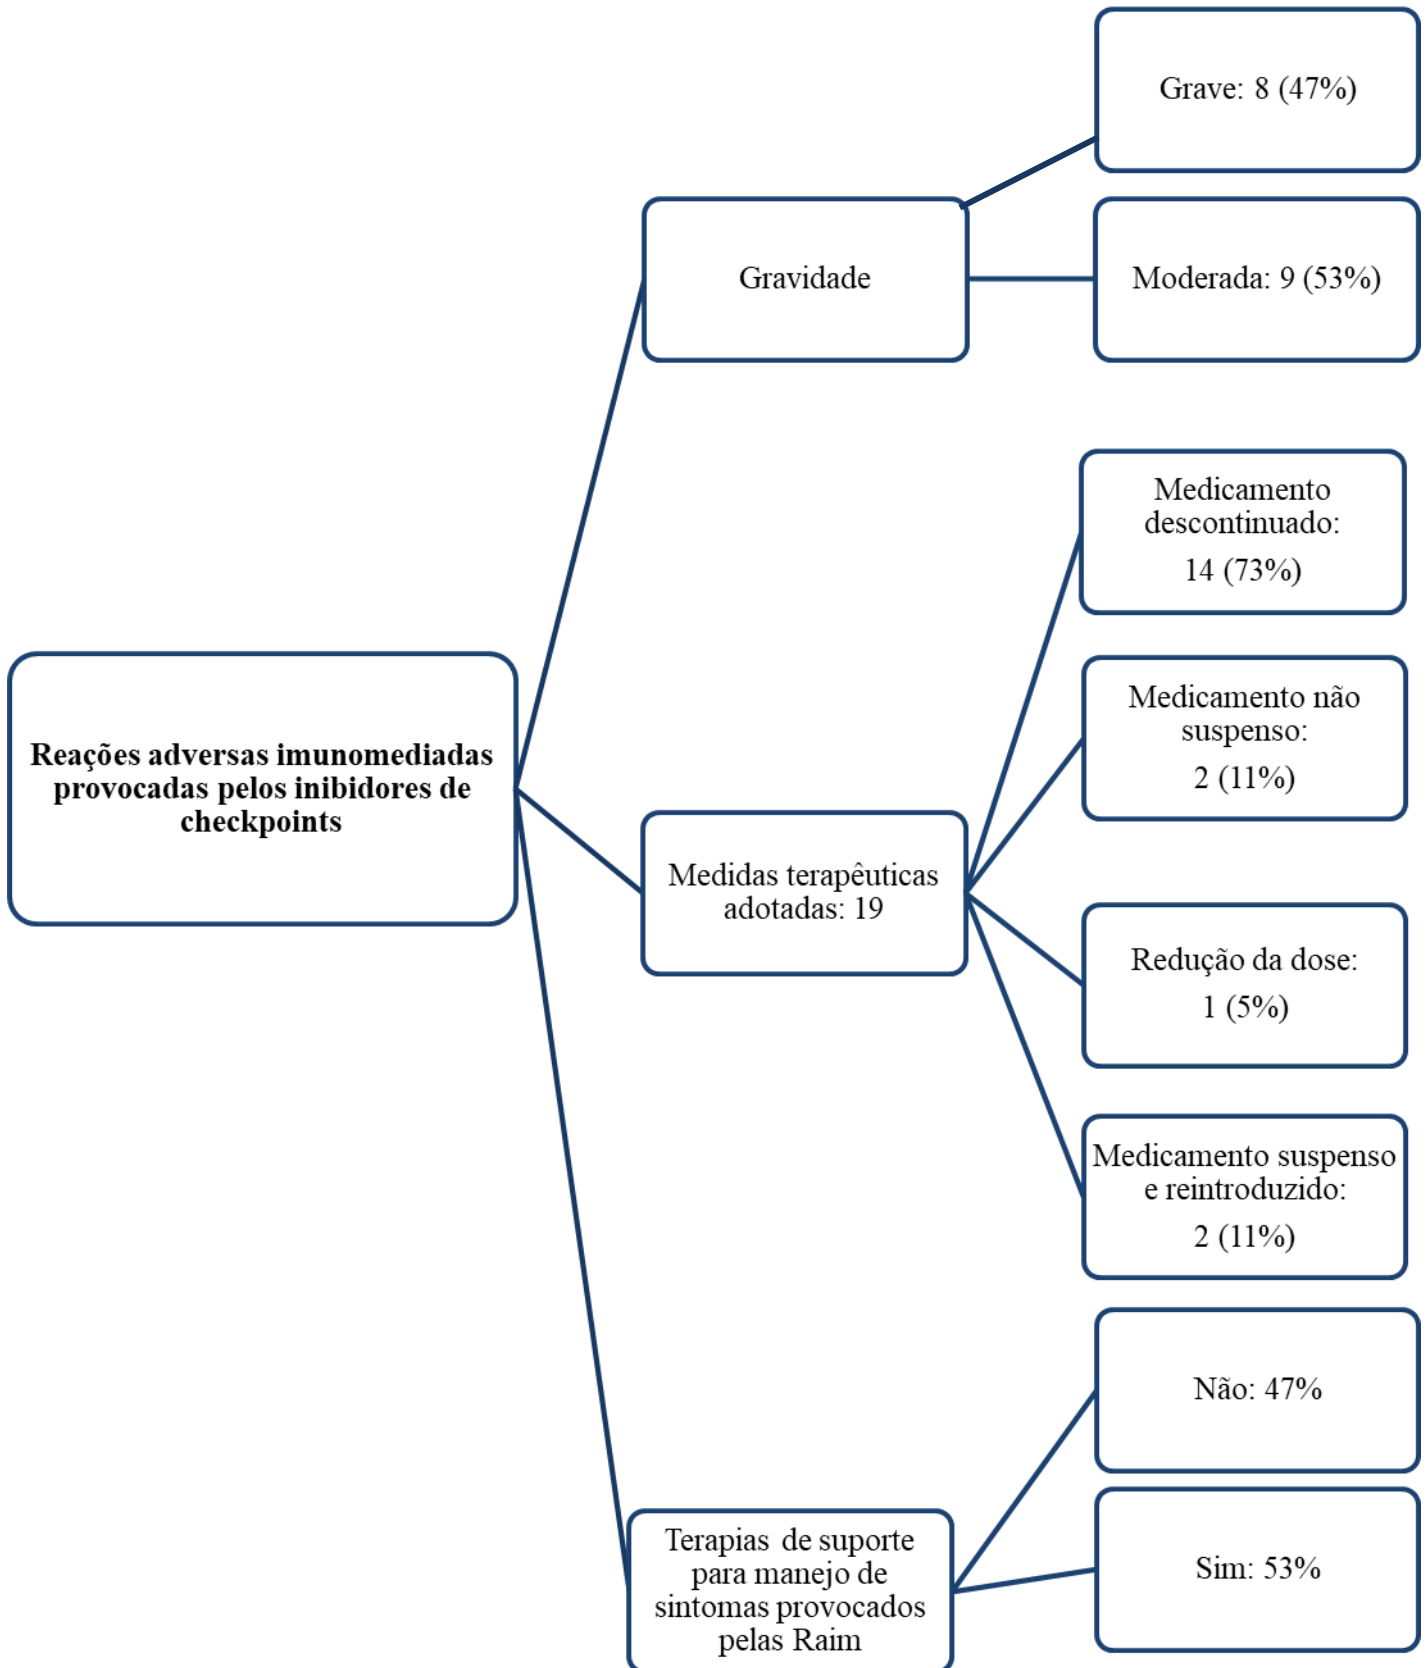 Grave: 8 (47%)
Gravidade
Moderada: 9 (53%)
Medicamento
descontinuado:
14 (73%)
Medicamento não
suspenso:
2 (11%)
Reações adversas imunomediadas
provocadas pelos inibidores de
checkpoints
Medidas terapêuticas
adotadas: 19
Redução da dose:
1 (5%)
Medicamento suspenso
e reintroduzido:
2 (11%)
Não: 47%
Terapias de suporte
para manejo de
sintomas provocados
pelas Raim
Sim: 53%